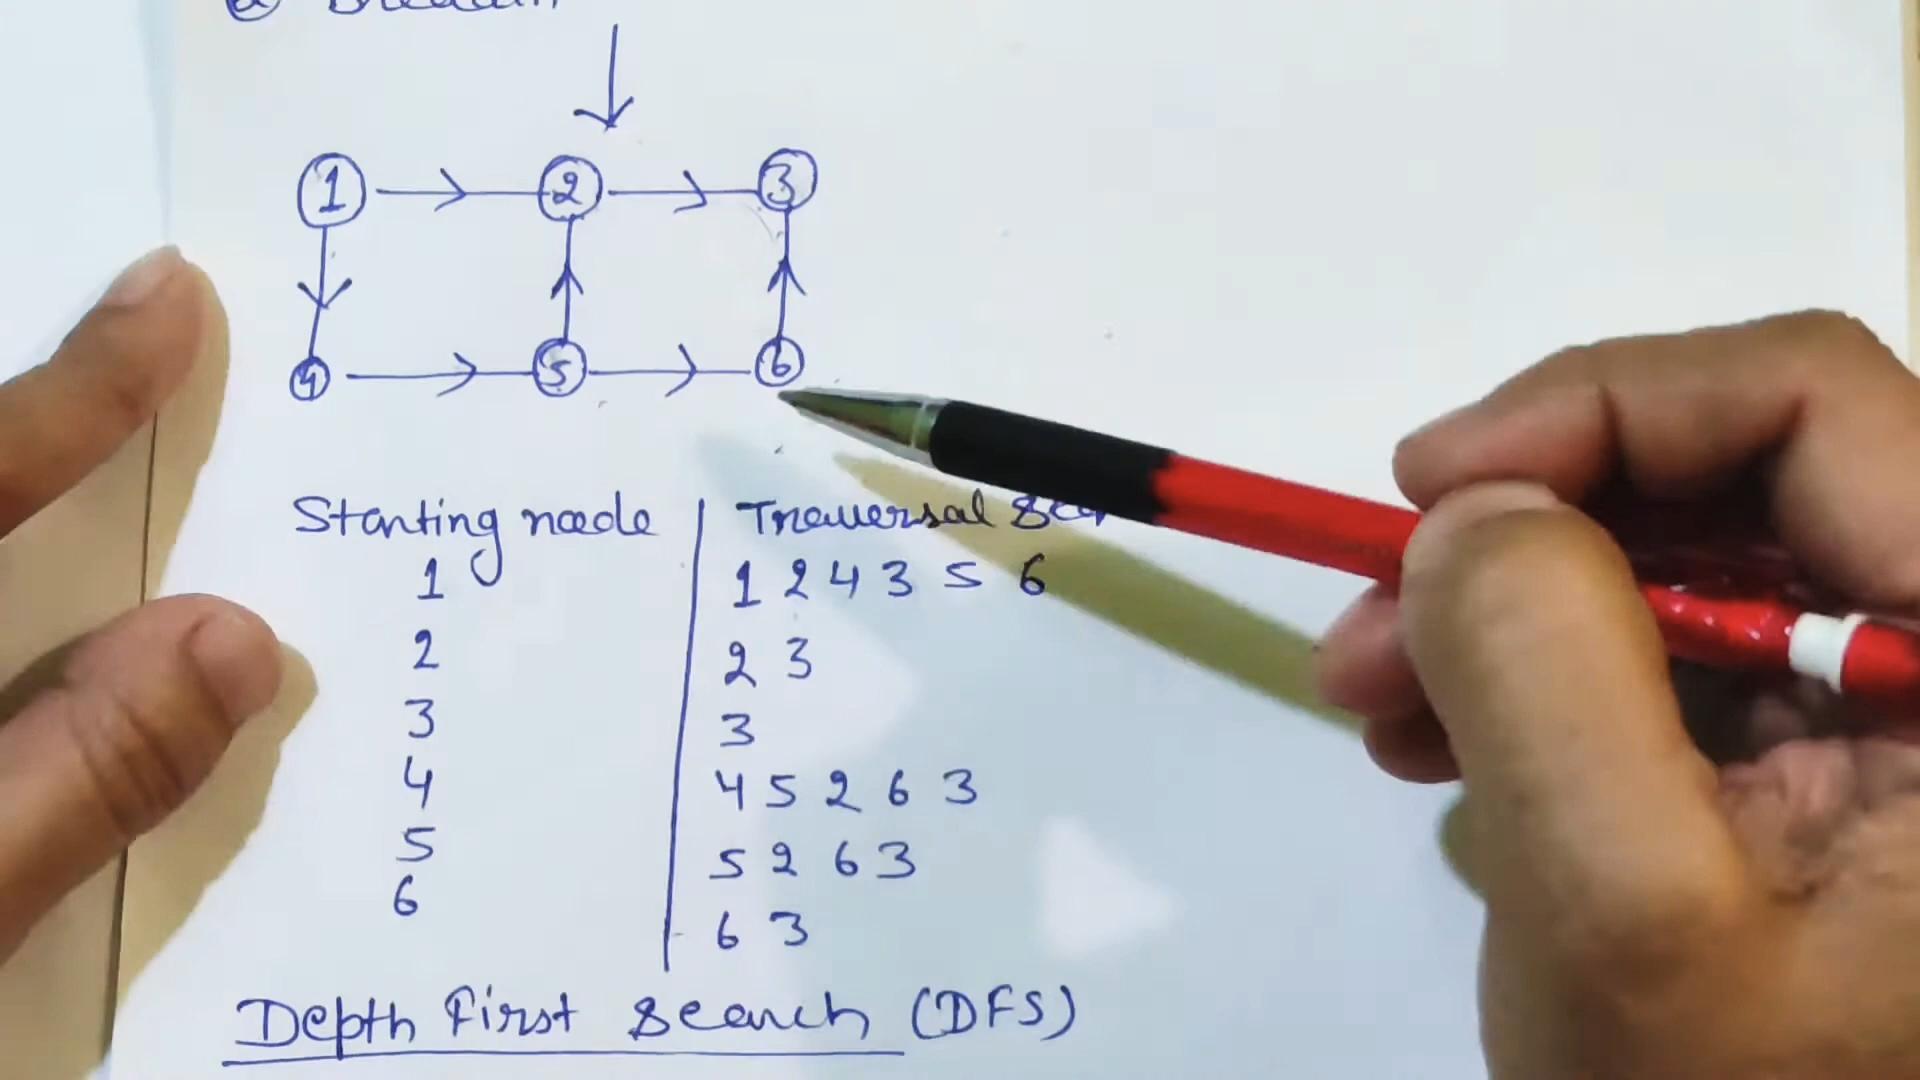 1 2 3
4 5 6
Starting node Traversal
1 1 2 4 3 5 6
2 2 3
3 3
4 4 5 2 6 3
5 5 2 6 3
6 6 3
Depth First Search (DFS)